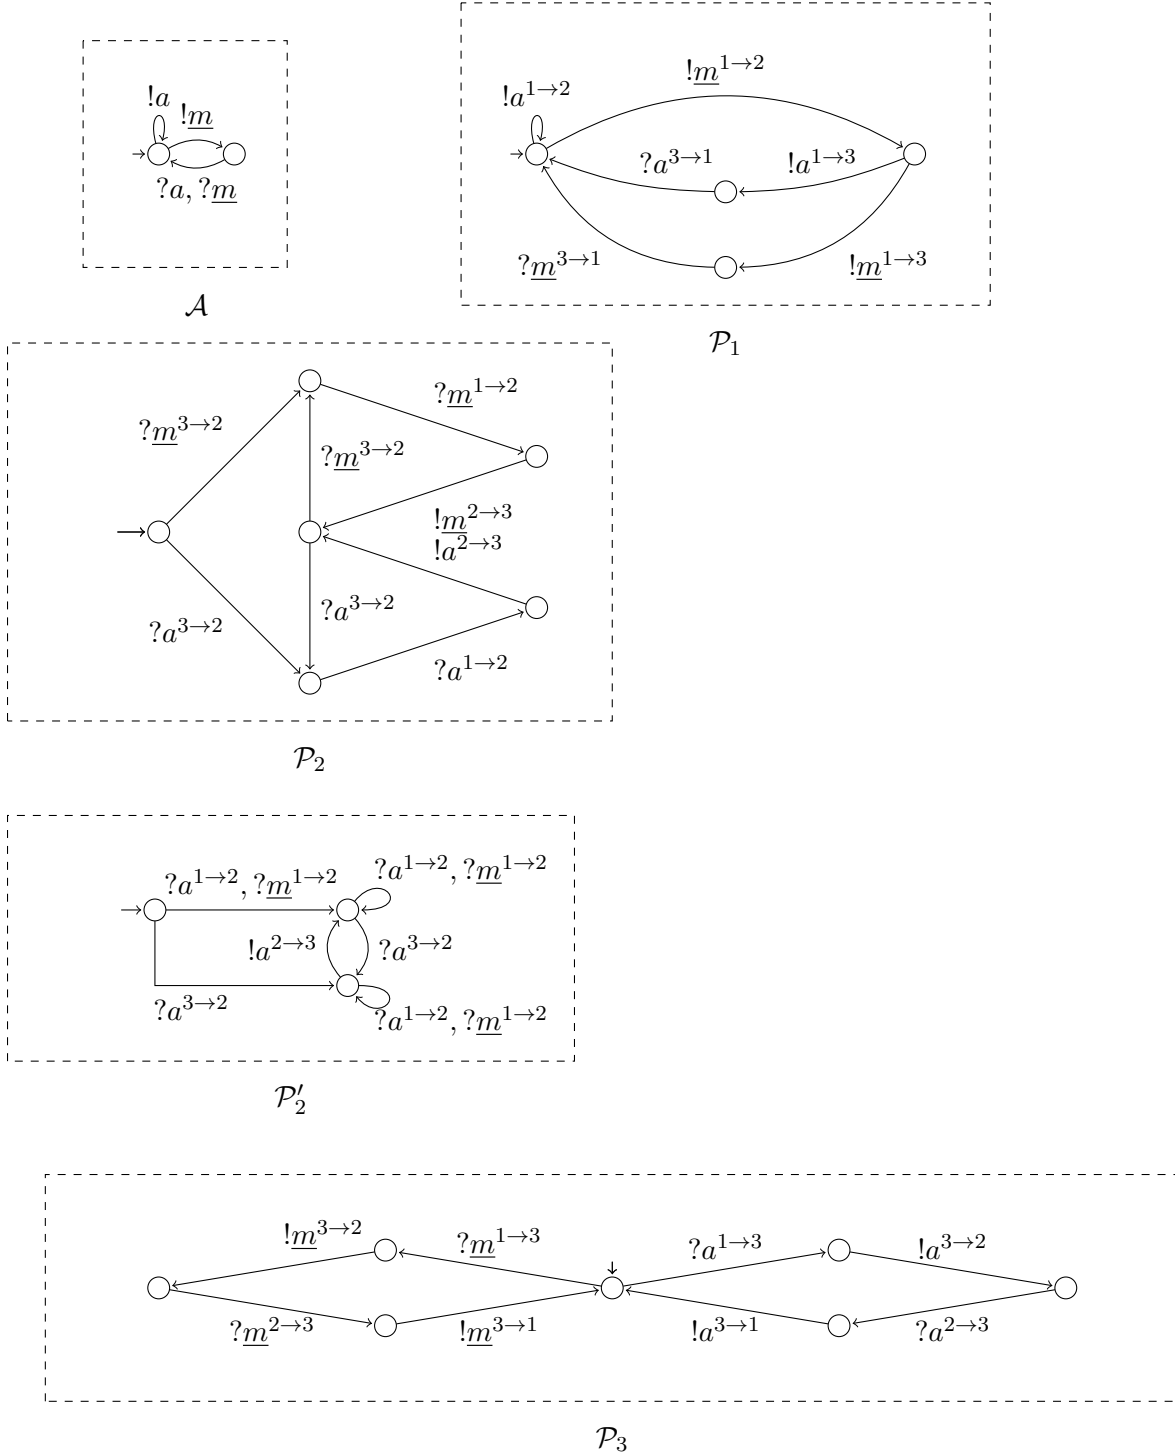 !a
!m
?a, ?m
𝒜
!m^{1→2}
!a^{1→2}
?a^{3→1}
!a^{1→3}
?m^{3→1}
!m^{1→3}
𝒫_1
?m^{1→2}
?m^{3→2}
?m^{3→2}
!m^{2→3}
!a^{2→3}
?a^{3→2}
?a^{3→2}
?a^{1→2}
𝒫_2
?a^{1→2}, ?m^{1→2}
?a^{1→2}, ?m^{1→2}
!a^{2→3}
?a^{3→2}
?a^{3→2}
?a^{1→2}, ?m^{1→2}
𝒫′_2
!m^{3→2}
?m^{1→3}
?a^{1→3}
!a^{3→2}
?m^{2→3}
!m^{3→1}
!a^{3→1}
?a^{2→3}
𝒫_3